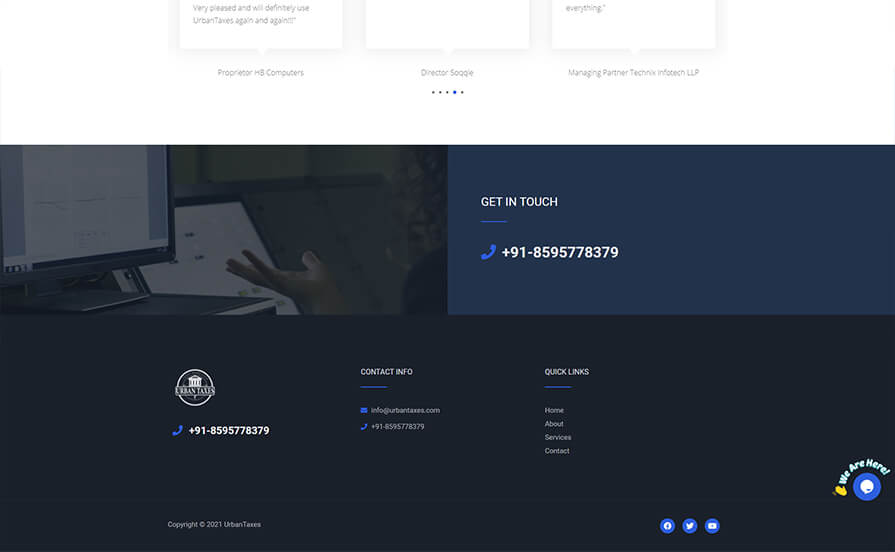 Very pleased and will definitely use
UrbanTaxes again and again!!!"
everything."
Proprietor HB Computers
Director Soqqle
Managing Partner Technix Infotech LLP
GET IN TOUCH
+91-8595778379
URBAN TAXES
+91-8595778379
CONTACT INFO
info@urbantaxes.com
+91-8595778379
QUICK LINKS
Home
About
Services
Contact
We Are Here!
Copyright © 2021 UrbanTaxes